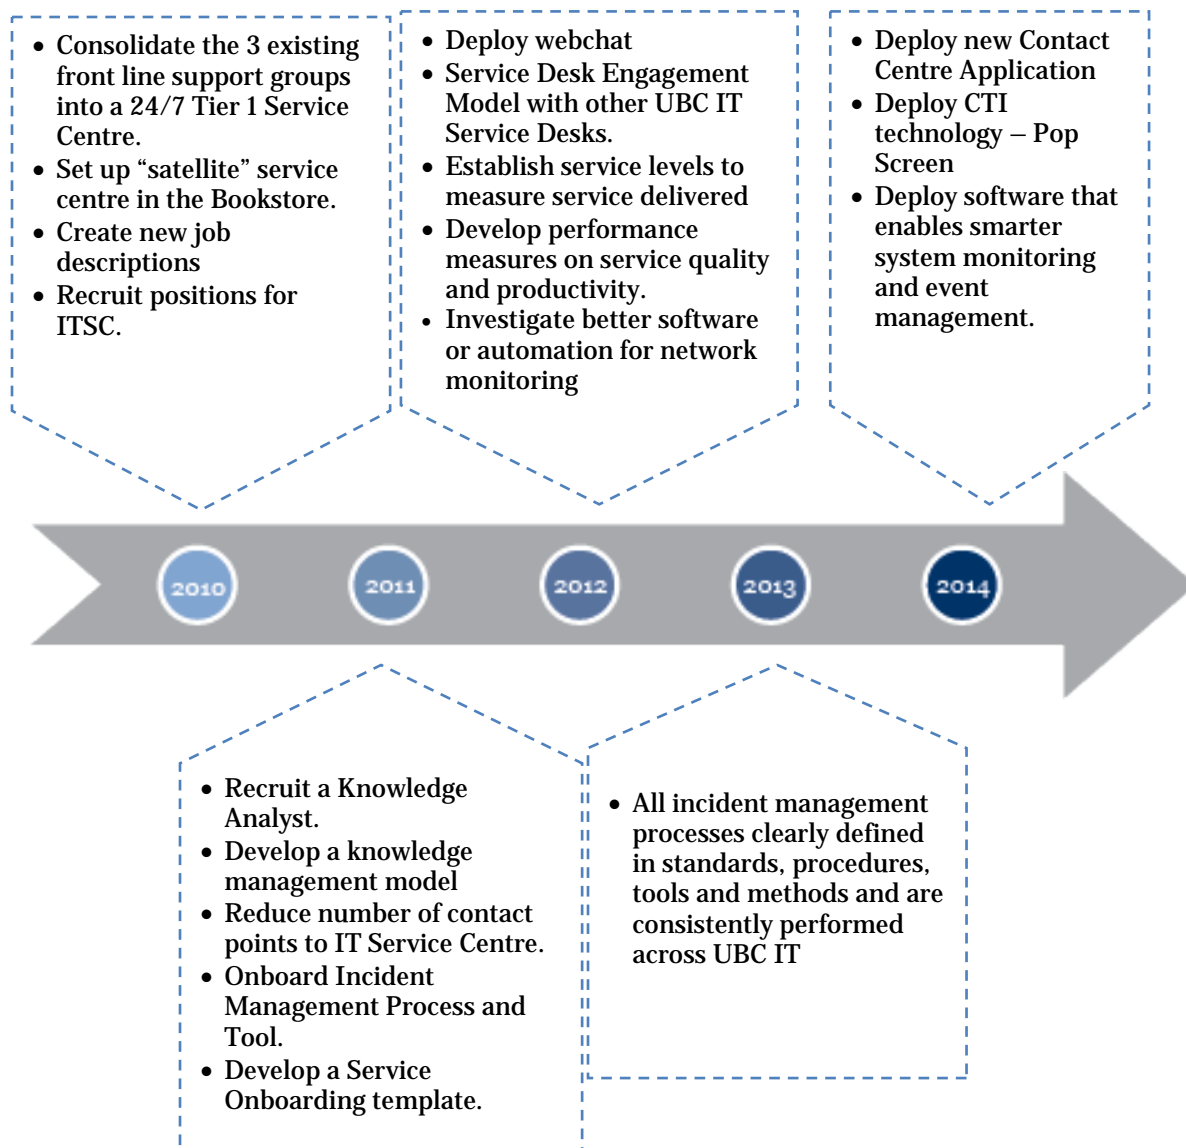 • Consolidate the 3 existing
front line support groups
into a 24/7 Tier 1 Service
Centre.
• Set up “satellite” service
centre in the Bookstore.
• Create new job
descriptions
• Recruit positions for
ITSC.
• Deploy webchat
• Service Desk Engagement
Model with other UBC IT
Service Desks.
• Establish service levels to
measure service delivered
• Develop performance
measures on service quality
and productivity.
• Investigate better software
or automation for network
monitoring
• Deploy new Contact
Centre Application
• Deploy CTI
technology – Pop
Screen
• Deploy software that
enables smarter
system monitoring
and event
management.
2010
2011
2012
2013
2014
• Recruit a Knowledge
Analyst.
• Develop a knowledge
management model
• Reduce number of contact
points to IT Service Centre.
• Onboard Incident
Management Process and
Tool.
• Develop a Service
Onboarding template.
• All incident management
processes clearly defined
in standards, procedures,
tools and methods and are
consistently performed
across UBC IT